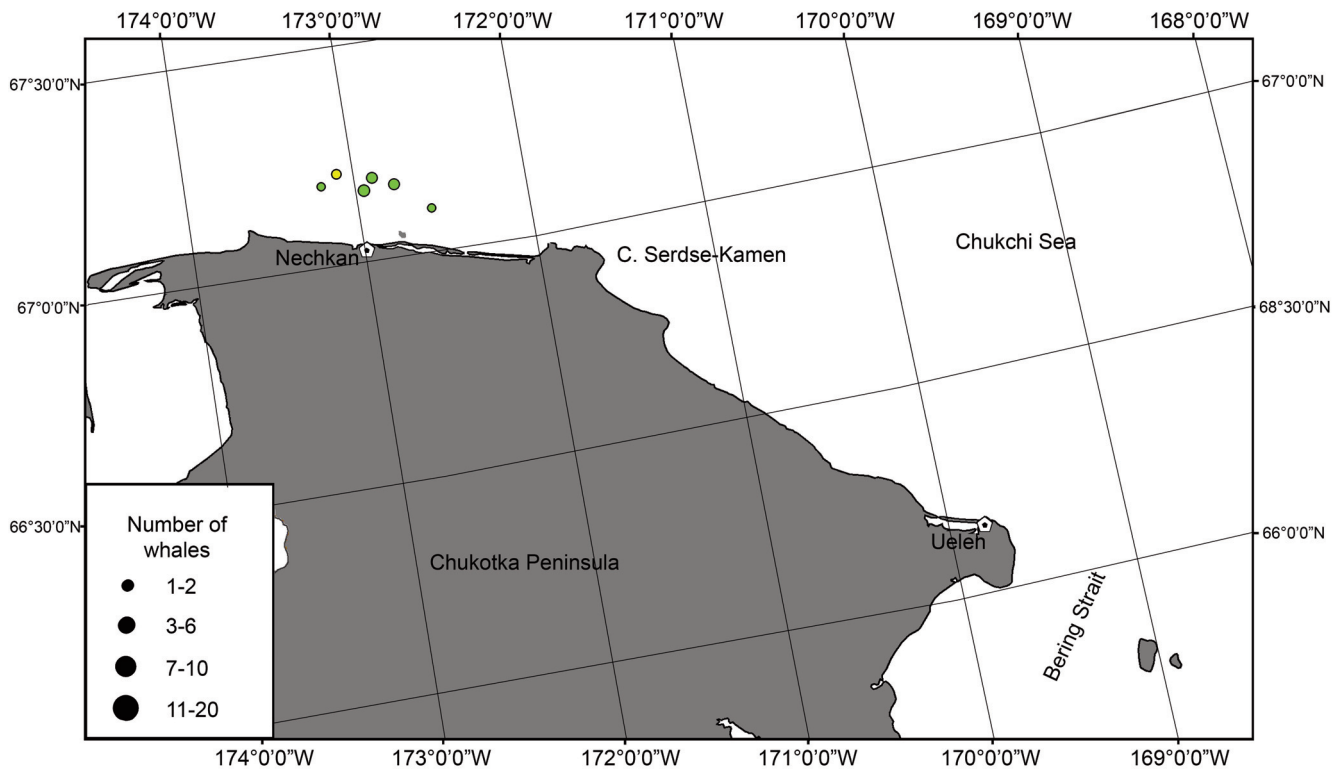 174°0'0"W 173°0'0"W 172°0'0"W 171°0'0"W 170°0'0"W 169°0'0"W 168°0'0"W
67°30'0"N
67°0'0"N
Chukchi Sea
Nechkan
C. Serdse-Kamen
67°0'0"N
68°30'0"N
66°30'0"N
66°0'0"N
Uelen
Chukotka Peninsula
Bering Strait
Number of
whales
1-2
3-6
7-10
11-20
174°0'0"W 173°0'0"W 172°0'0"W 171°0'0"W 170°0'0"W 169°0'0"W